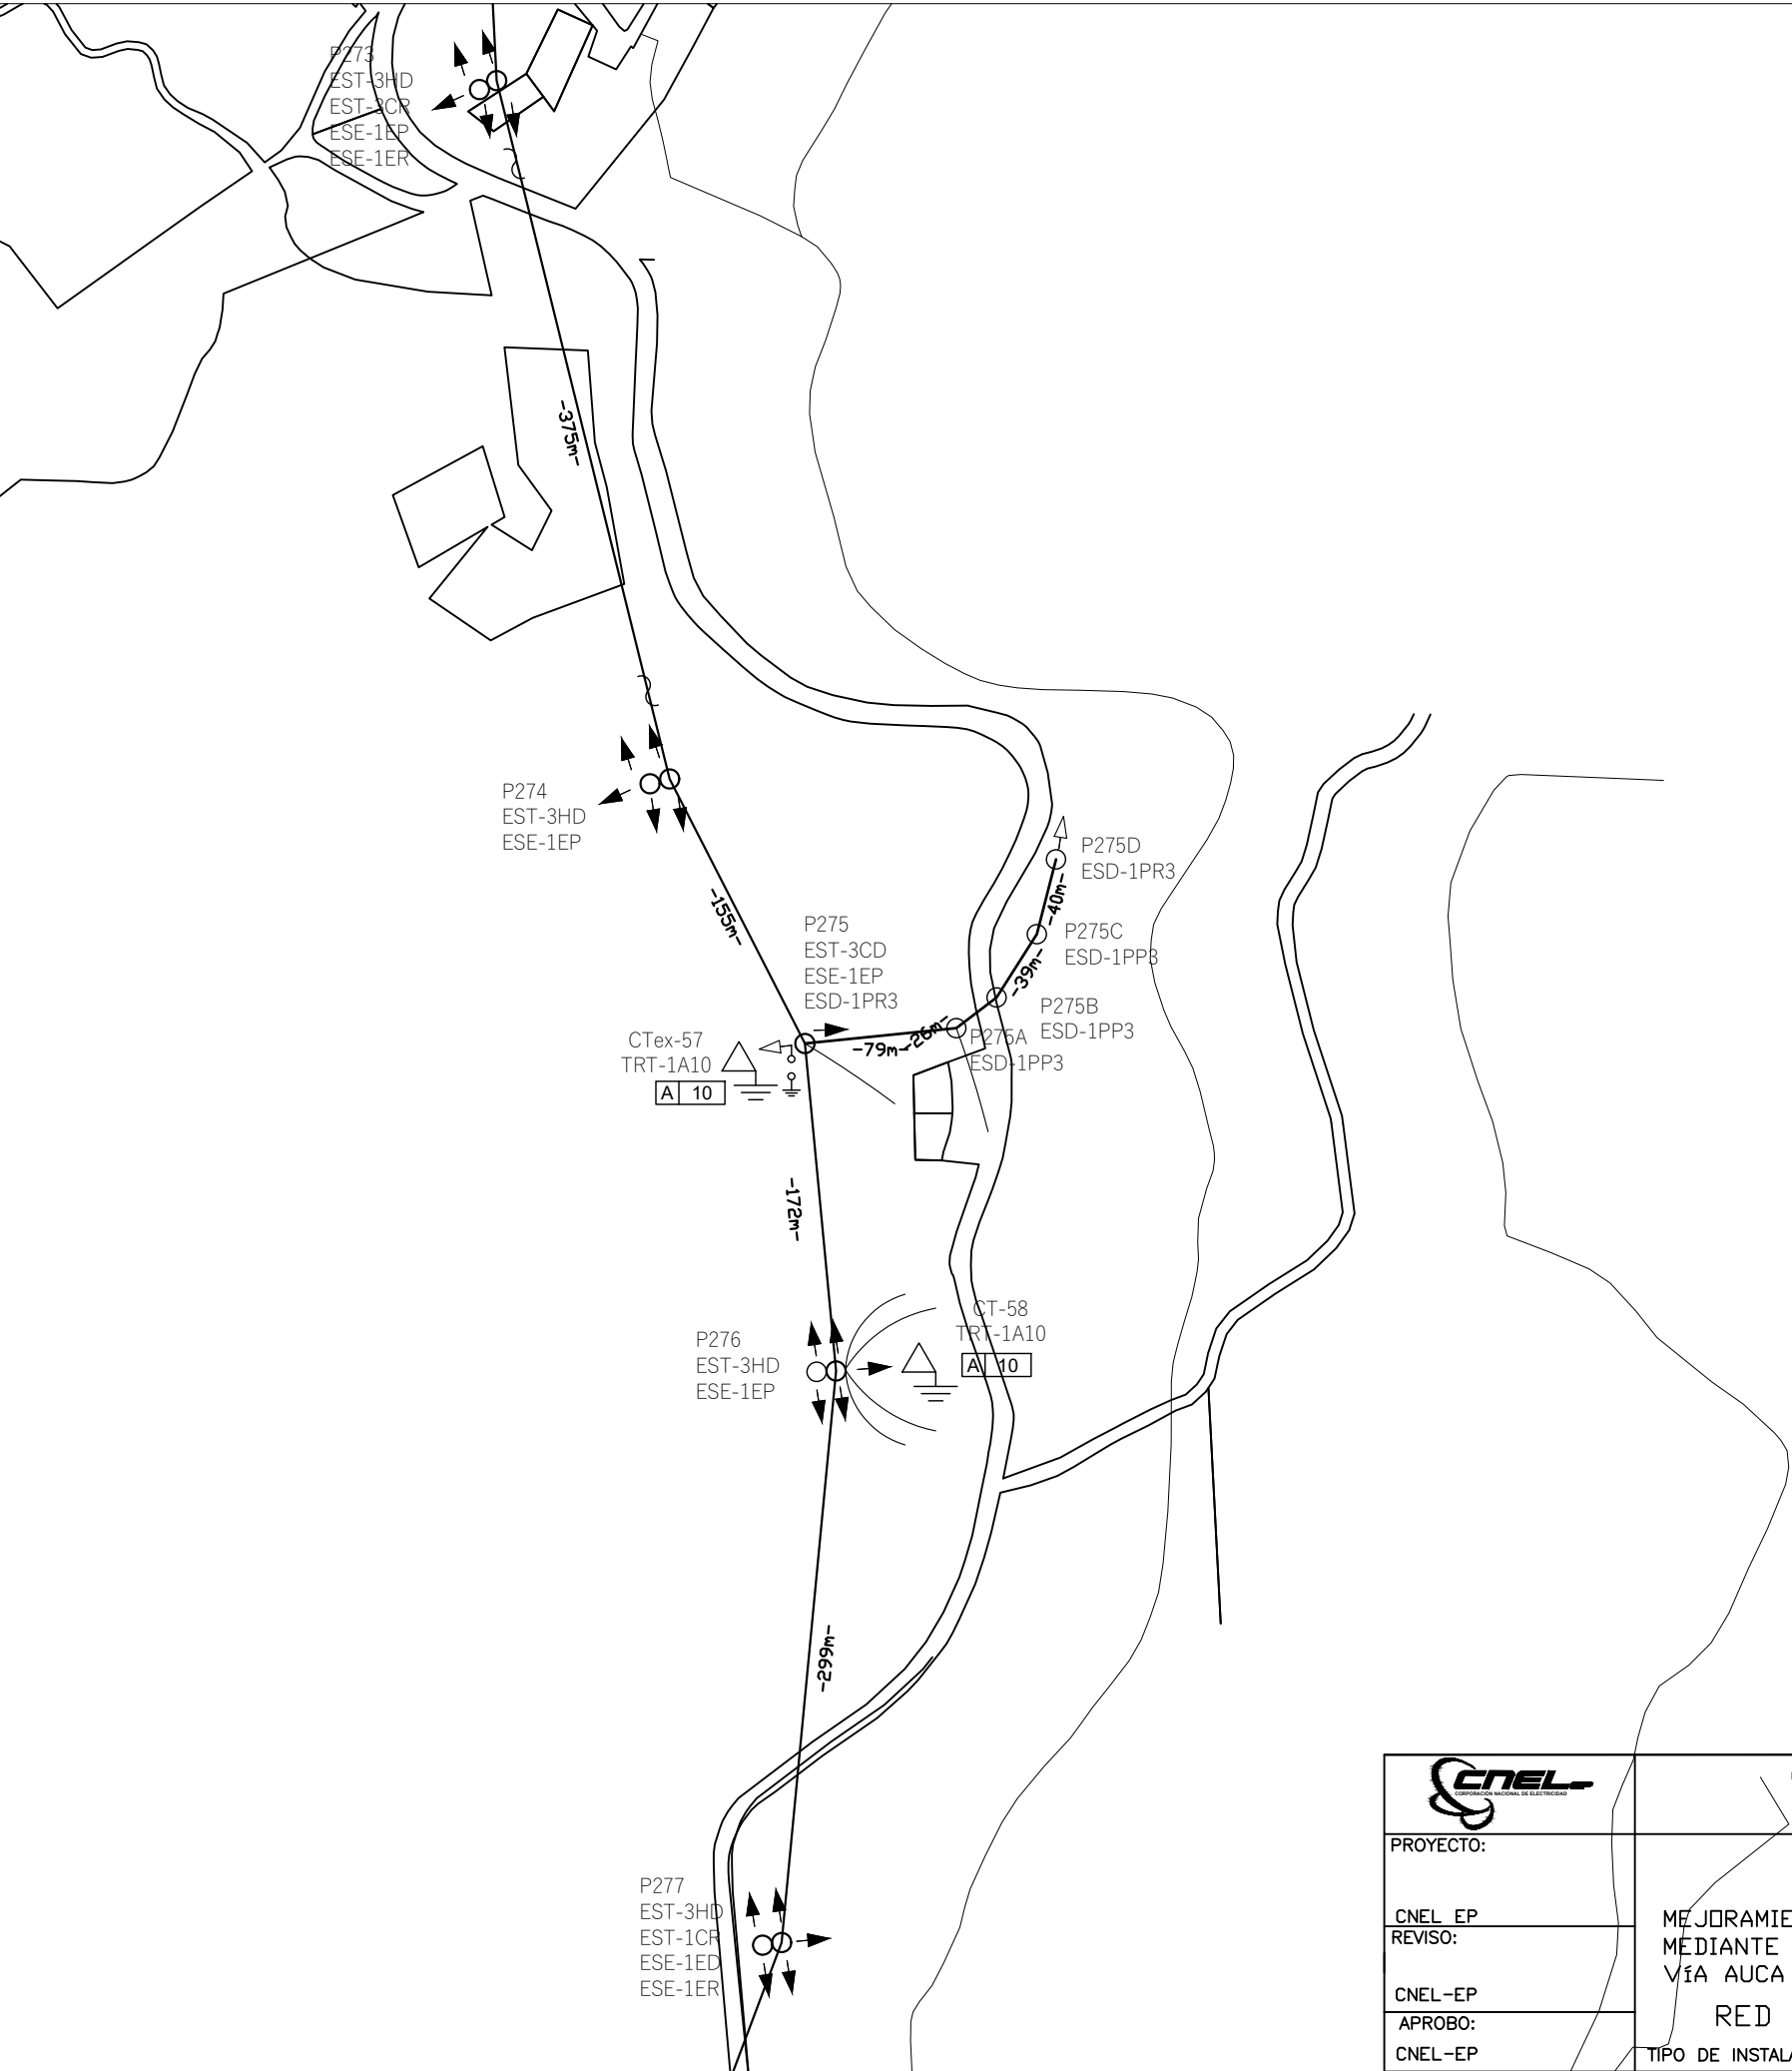 P273
EST-3HD
EST-3CR
ESE-1EP
ESE-1ER
-375m-
P274
EST-3HD
ESE-1EP
-155m-
P275
EST-3CD
ESE-1EP
ESD-1PR3
P275D
ESD-1PR3
-40m-
P275C
ESD-1PP3
-39m-
P275B
ESD-1PP3
-26m-
P275A
ESD-1PP3
-79m-
CTex-57
TRT-1A10
A 10
-172m-
CT-58
TRT-1A10
A 10
P276
EST-3HD
ESE-1EP
-299m-
P277
EST-3HD
EST-1CR
ESE-1ED
ESE-1ER
CNEL EP
CORPORACIÓN NACIONAL DE ELECTRICIDAD
PROYECTO:
CNEL EP
REVISO:
CNEL-EP
APROBO:
CNEL-EP
MEJORAMIE
MEDIANTE
VíA AUCA
RED
TIPO DE INSTALA